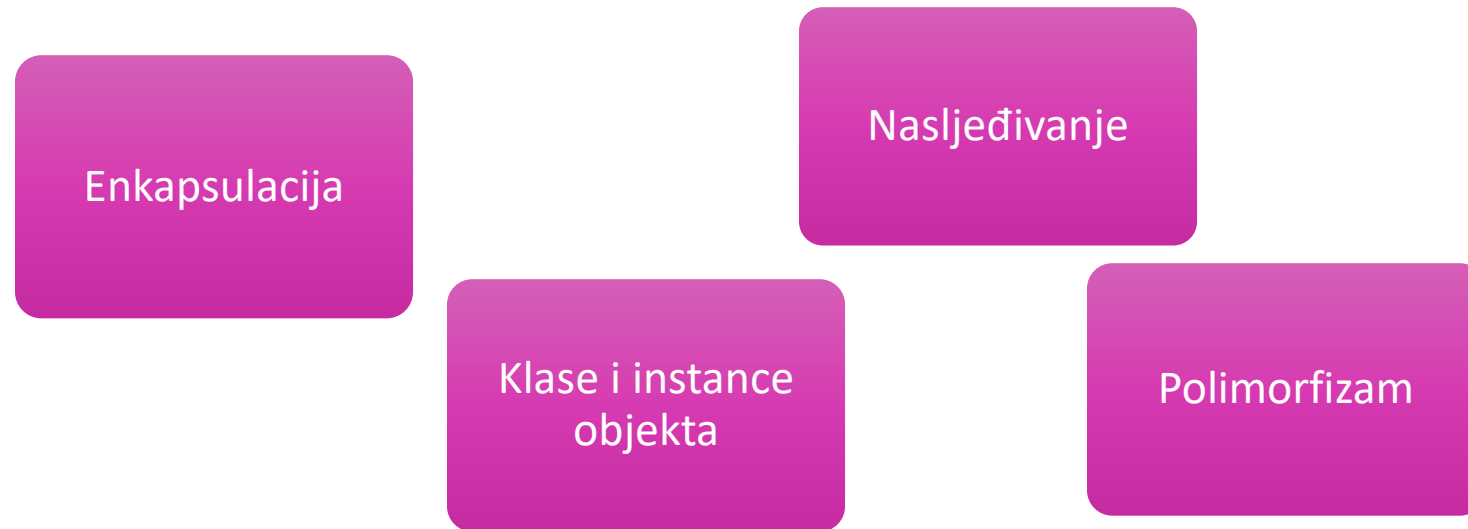 Enkapsulacija
Klase i instance
objekta
Nasljeđivanje
Polimorfizam